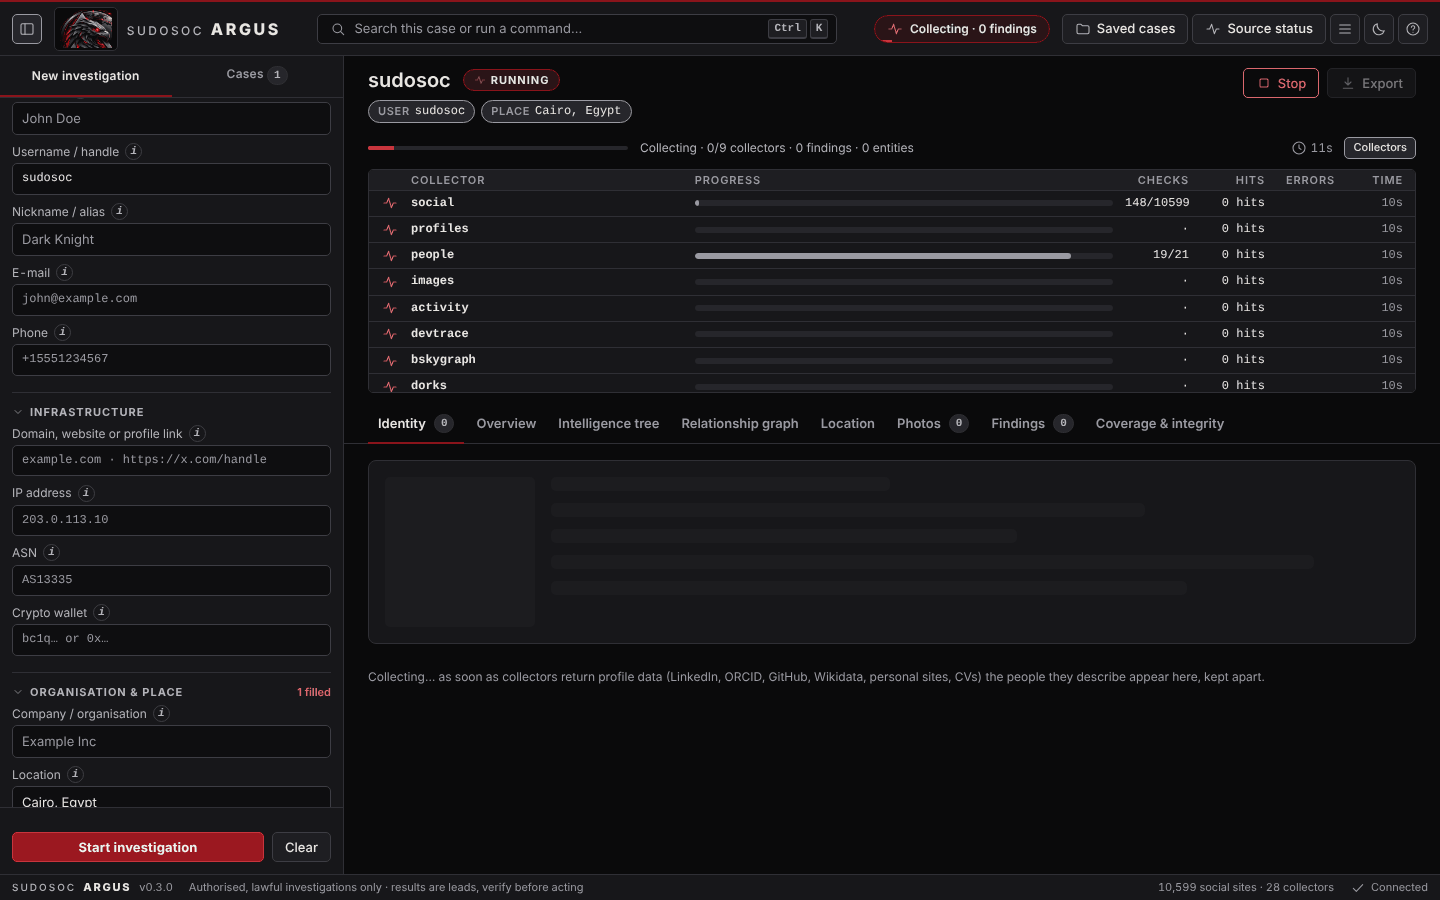 SUDOSOC ARGUS
Search this case or run a command...
Ctrl K
Collecting · 0 findings
Saved cases
Source status
New investigation
Cases 1
John Doe
Username / handle i
sudosoc
Nickname / alias i
Dark Knight
E-mail i
john@example.com
Phone i
+15551234567
INFRASTRUCTURE
Domain, website or profile link i
example.com · https://x.com/handle
IP address i
203.0.113.10
ASN i
AS13335
Crypto wallet i
bc1q… or 0x…
ORGANISATION & PLACE 1 filled
Company / organisation i
Example Inc
Location i
Cairo, Egypt
Start investigation
Clear
sudosoc RUNNING
Stop
Export
USER sudosoc PLACE Cairo, Egypt
Collecting · 0/9 collectors · 0 findings · 0 entities
11s
Collectors
COLLECTOR PROGRESS CHECKS HITS ERRORS TIME
social 148/10599 0 hits 10s
profiles · 0 hits 10s
people 19/21 0 hits 10s
images · 0 hits 10s
activity · 0 hits 10s
devtrace · 0 hits 10s
bskygraph · 0 hits 10s
dorks · 0 hits 10s
Identity 0 Overview Intelligence tree Relationship graph Location Photos 0 Findings 0 Coverage & integrity
Collecting… as soon as collectors return profile data (LinkedIn, ORCID, GitHub, Wikidata, personal sites, CVs) the people they describe appear here, kept apart.
SUDOSOC ARGUS v0.3.0 Authorised, lawful investigations only · results are leads, verify before acting
10,599 social sites · 28 collectors
Connected